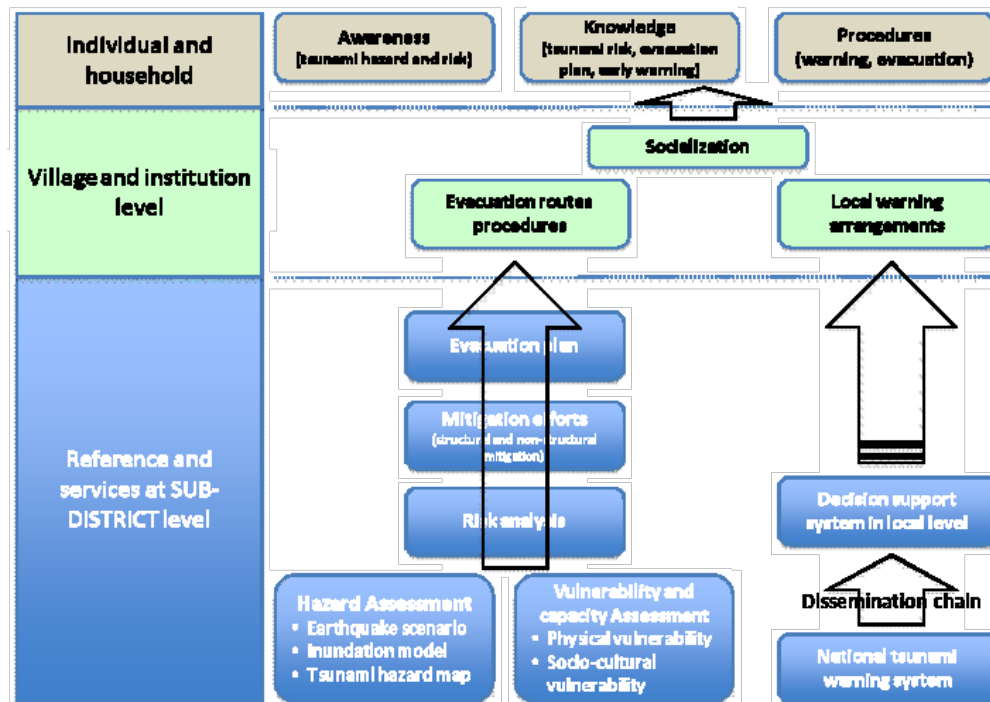 Individual and
household
Awareness
[tsunami hazard and risk)
Knowledge
[tsunami risk, evacuation
plan, early warning]
Procedures
(warning, evacuation)
Village and institution
level
Socialization
Evacuation routes
procedures
Local warning
arrangements
Reference and
services at SUB-
DISTRICT level
Evacuation plan
Mitigation efforts
(structural and non-structural
mitigation)
Risk analysis
Hazard Assessment
• Earthquake scenario
• Inundation model
• Tsunami hazard map
Vulnerability and
capacity Assessment
• Physical vulnerability
• Socio-cultural
vulnerability
Decision support
system in local level
Dissemination chain
National tsunami
warning system